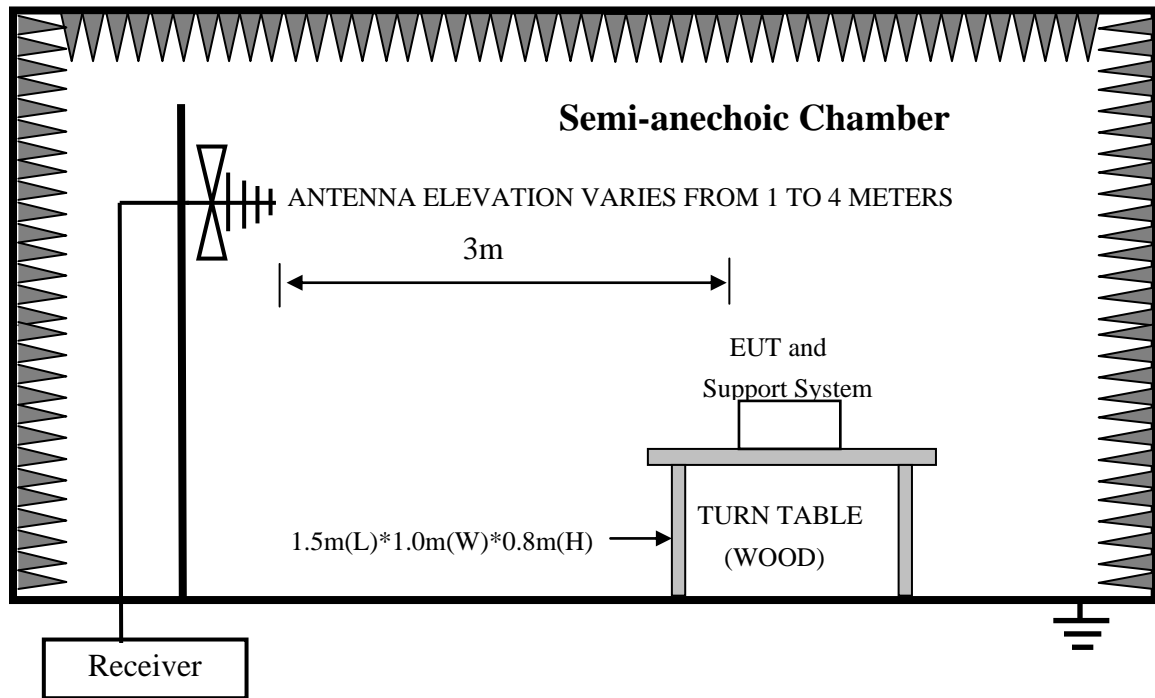 Semi-anechoic Chamber
ANTENNA ELEVATION VARIES FROM 1 TO 4 METERS
3m
EUT and
Support System
1.5m(L)*1.0m(W)*0.8m(H)
TURN TABLE
(WOOD)
Receiver